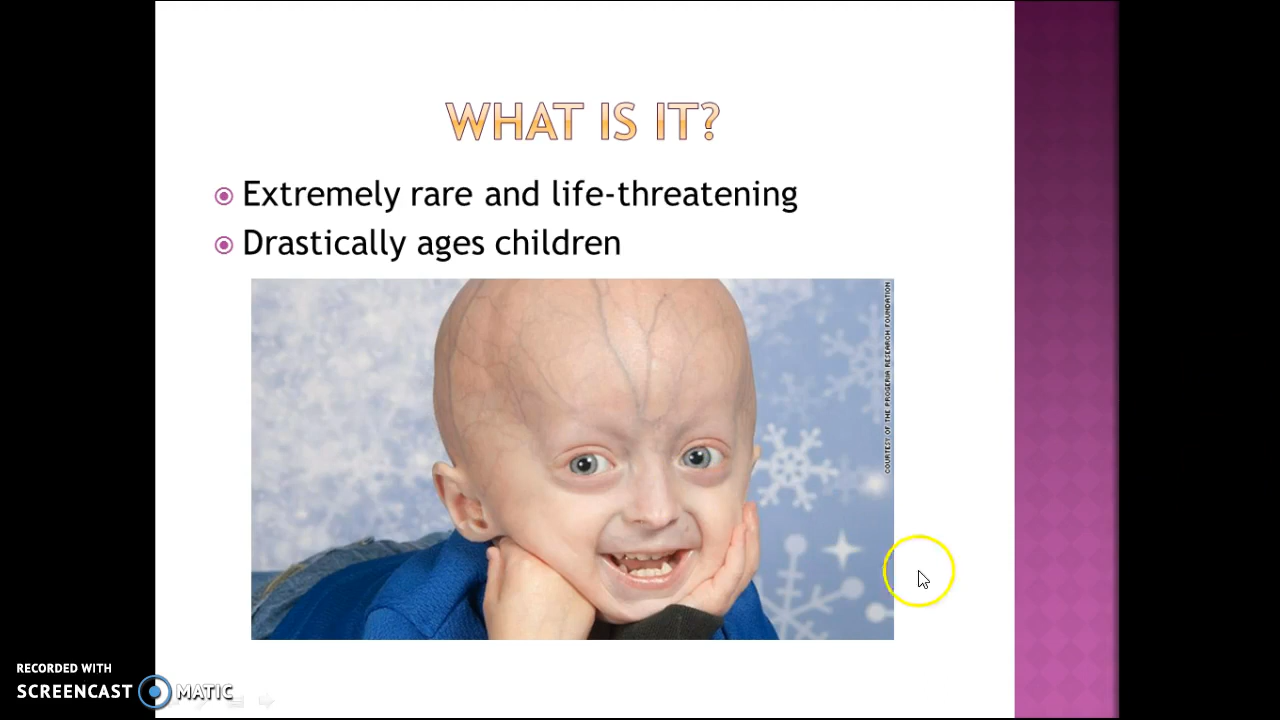 WHAT IS IT?
Extremely rare and life-threatening
Drastically ages children
COURTESY OF THE PROGERIA RESEARCH FOUNDATION
RECORDED WITH
SCREENCAST MATIC